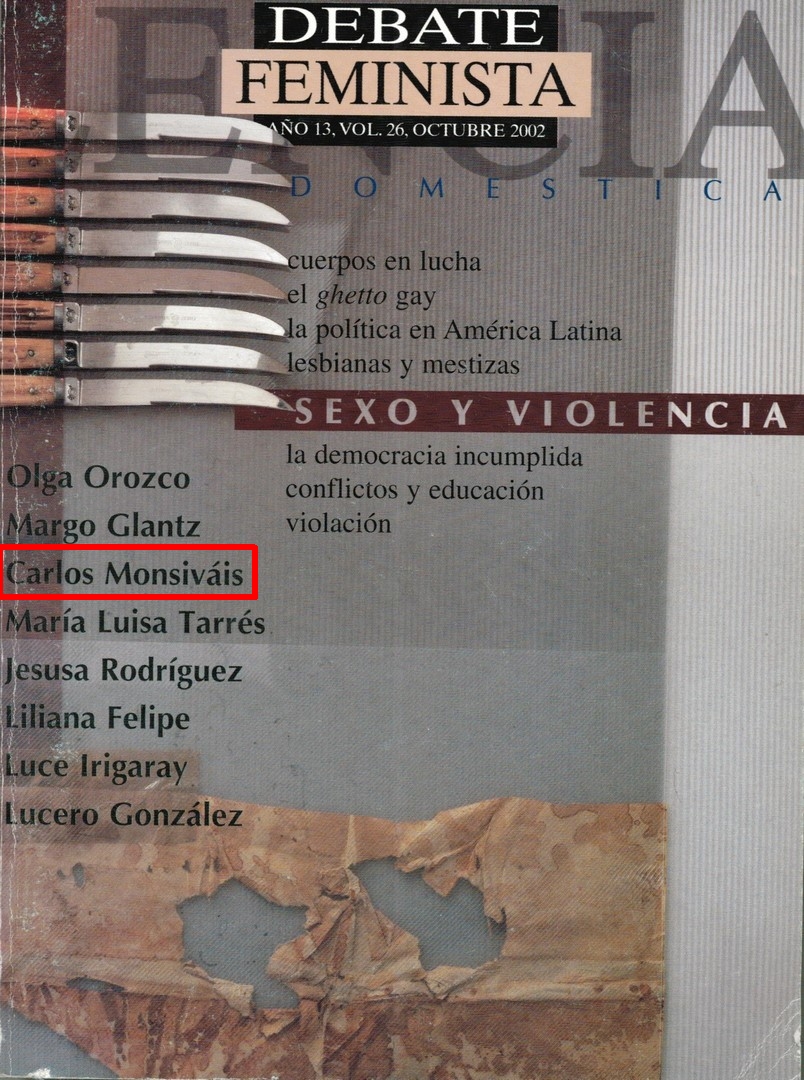 ENCIA
DEBATE
FEMINISTA
AÑO 13, VOL. 26, OCTUBRE 2002
DOMESTICA
cuerpos en lucha
el ghetto gay
la política en América Latina
lesbianas y mestizas
SEXO Y VIOLENCIA
la democracia incumplida
conflictos y educación
violación
Olga Orozco
Margo Glantz
Carlos Monsiváis
María Luisa Tarrés
Jesusa Rodríguez
Liliana Felipe
Luce Irigaray
Lucero González